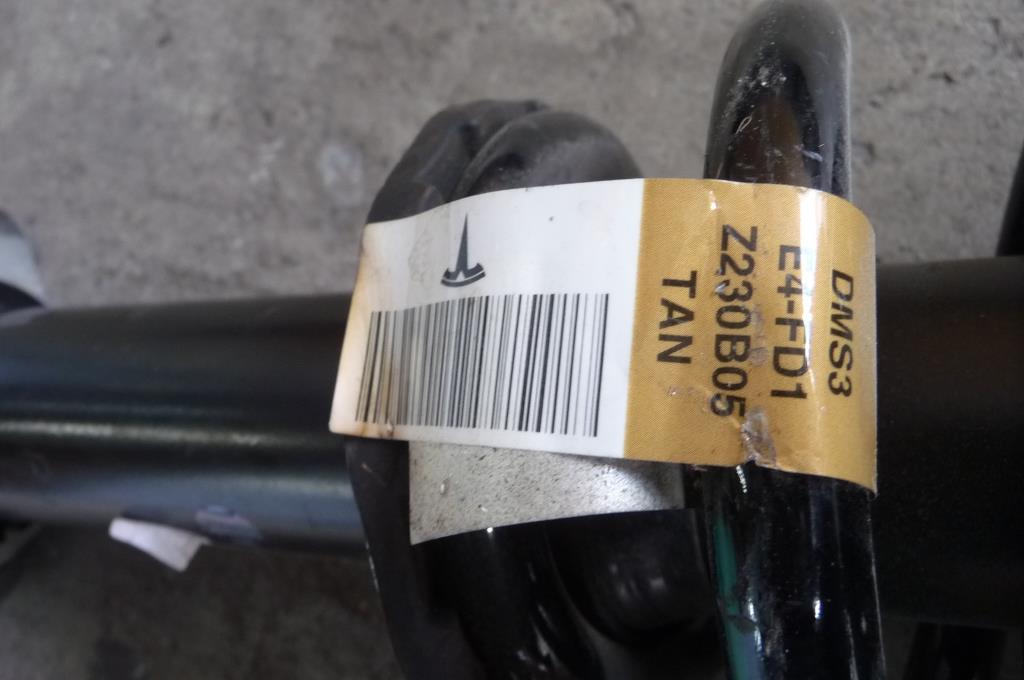 DMS3
E4-FD1
Z230B05
TAN